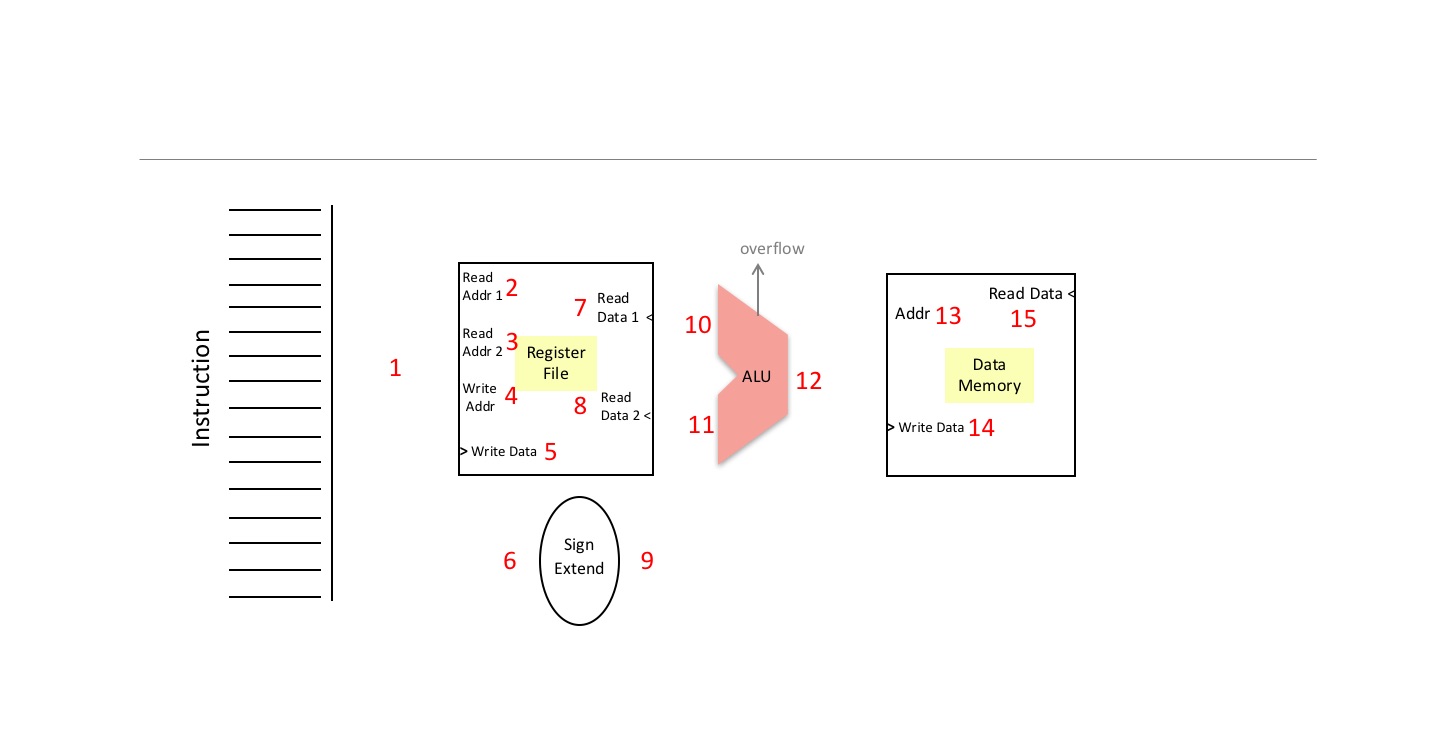 overflow
Instruction
1
Read
Addr 1 2
Read
Addr 2 3
Write
Addr 4
> Write Data 5
7 Read
Data 1 <
Register
File
8 Read
Data 2 <
6
Sign
Extend
9
10
11
ALU
12
Addr 13
Read Data <
15
Data
Memory
> Write Data 14